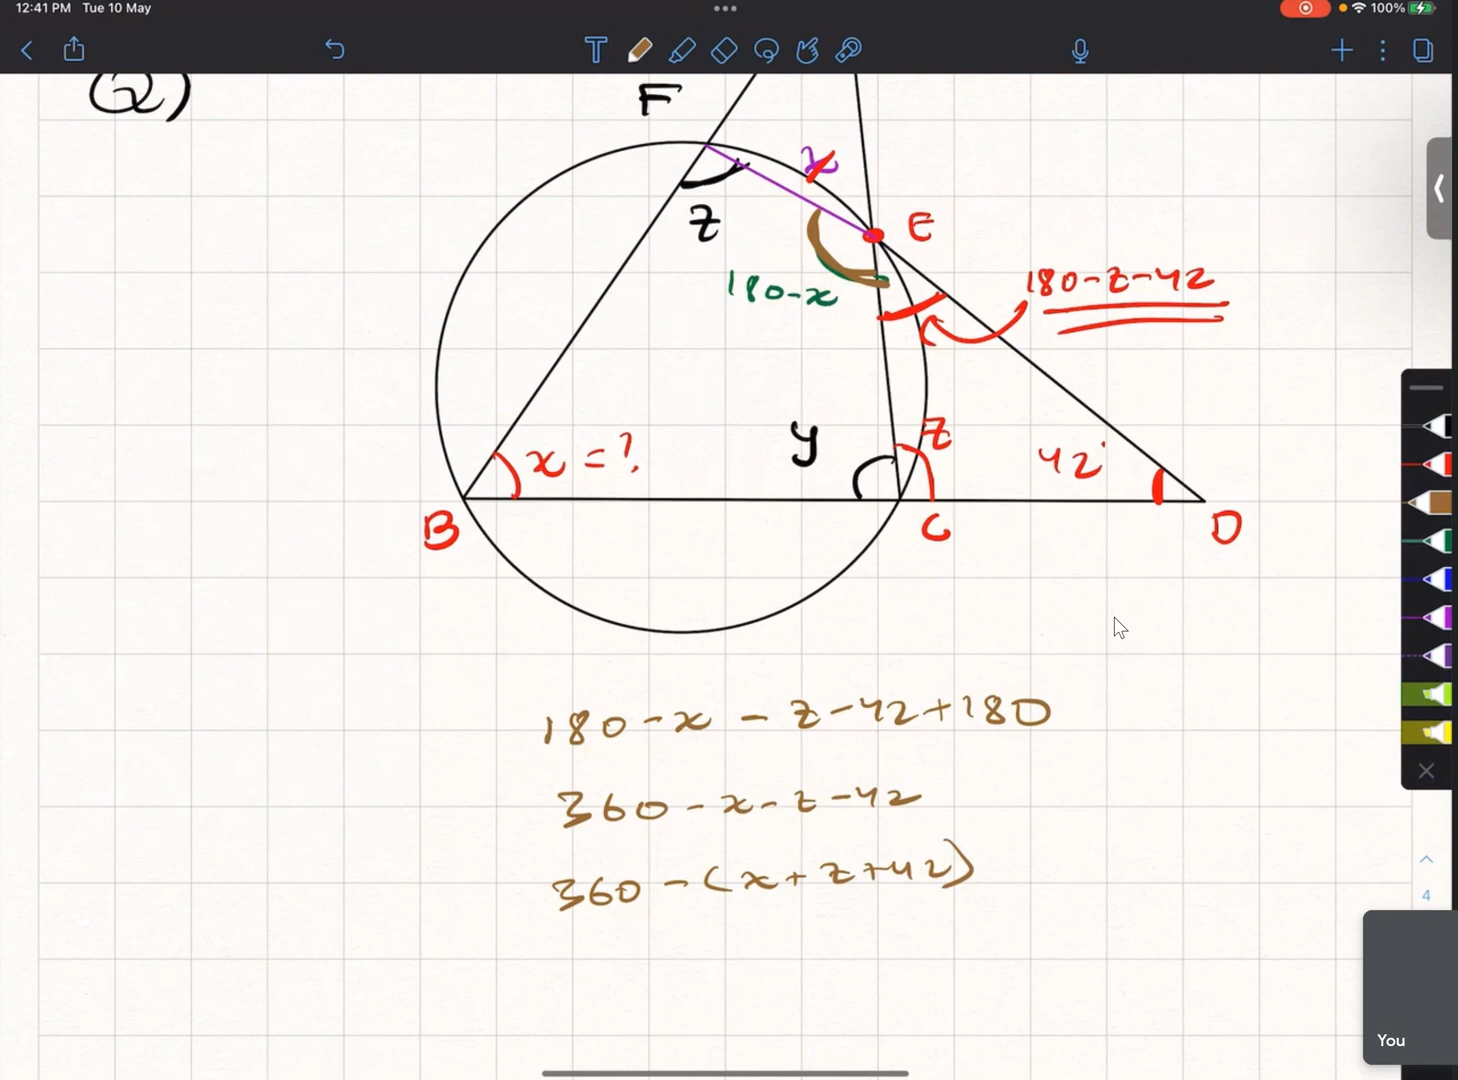 12:41 PM Tue 10 May
100%
Q)
F
x
E
z
180-x
180-z-42
y
z
x = ?
42°
B
C
D
180-x - z-42+180
360-x-z-42
360-(x+z+42)
4
You